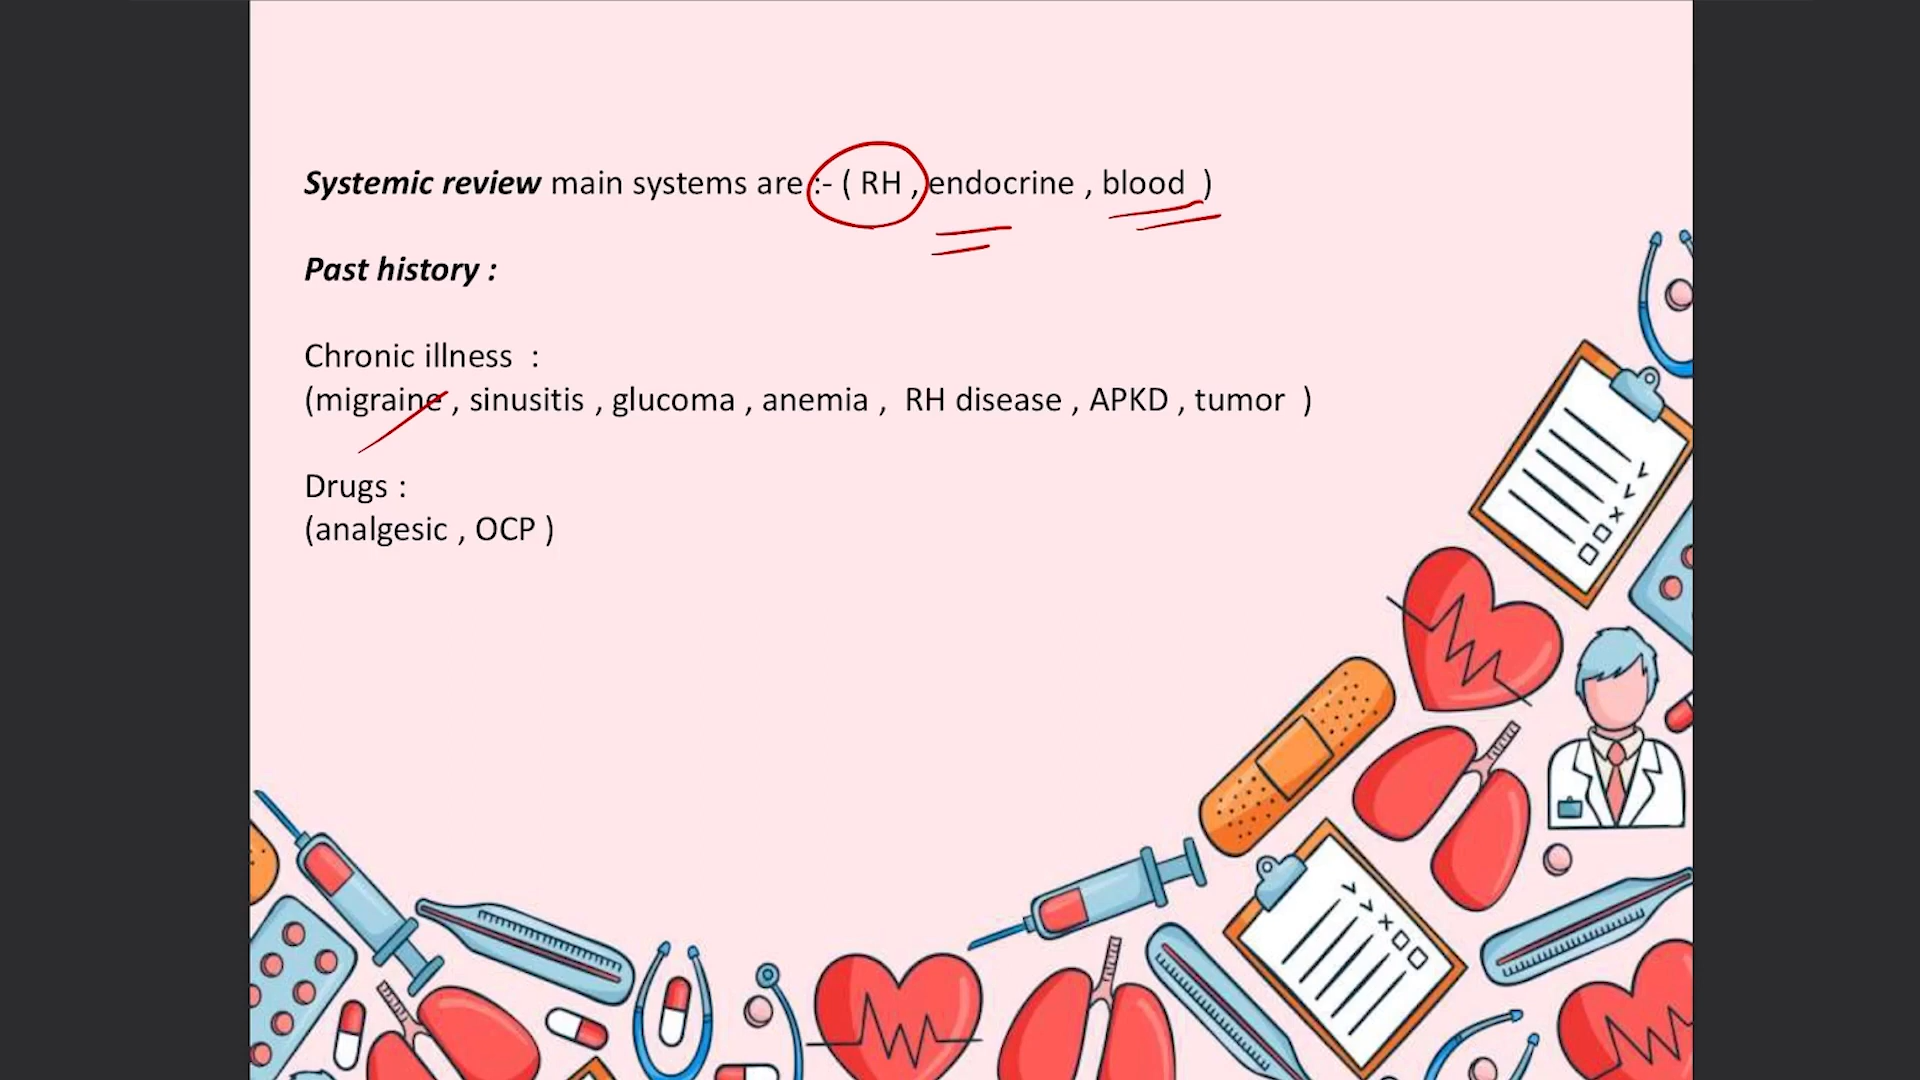 Systemic review main systems are :- ( RH , endocrine , blood )
Past history :
Chronic illness :
(migraine , sinusitis , glucoma , anemia , RH disease , APKD , tumor )
Drugs :
(analgesic , OCP )